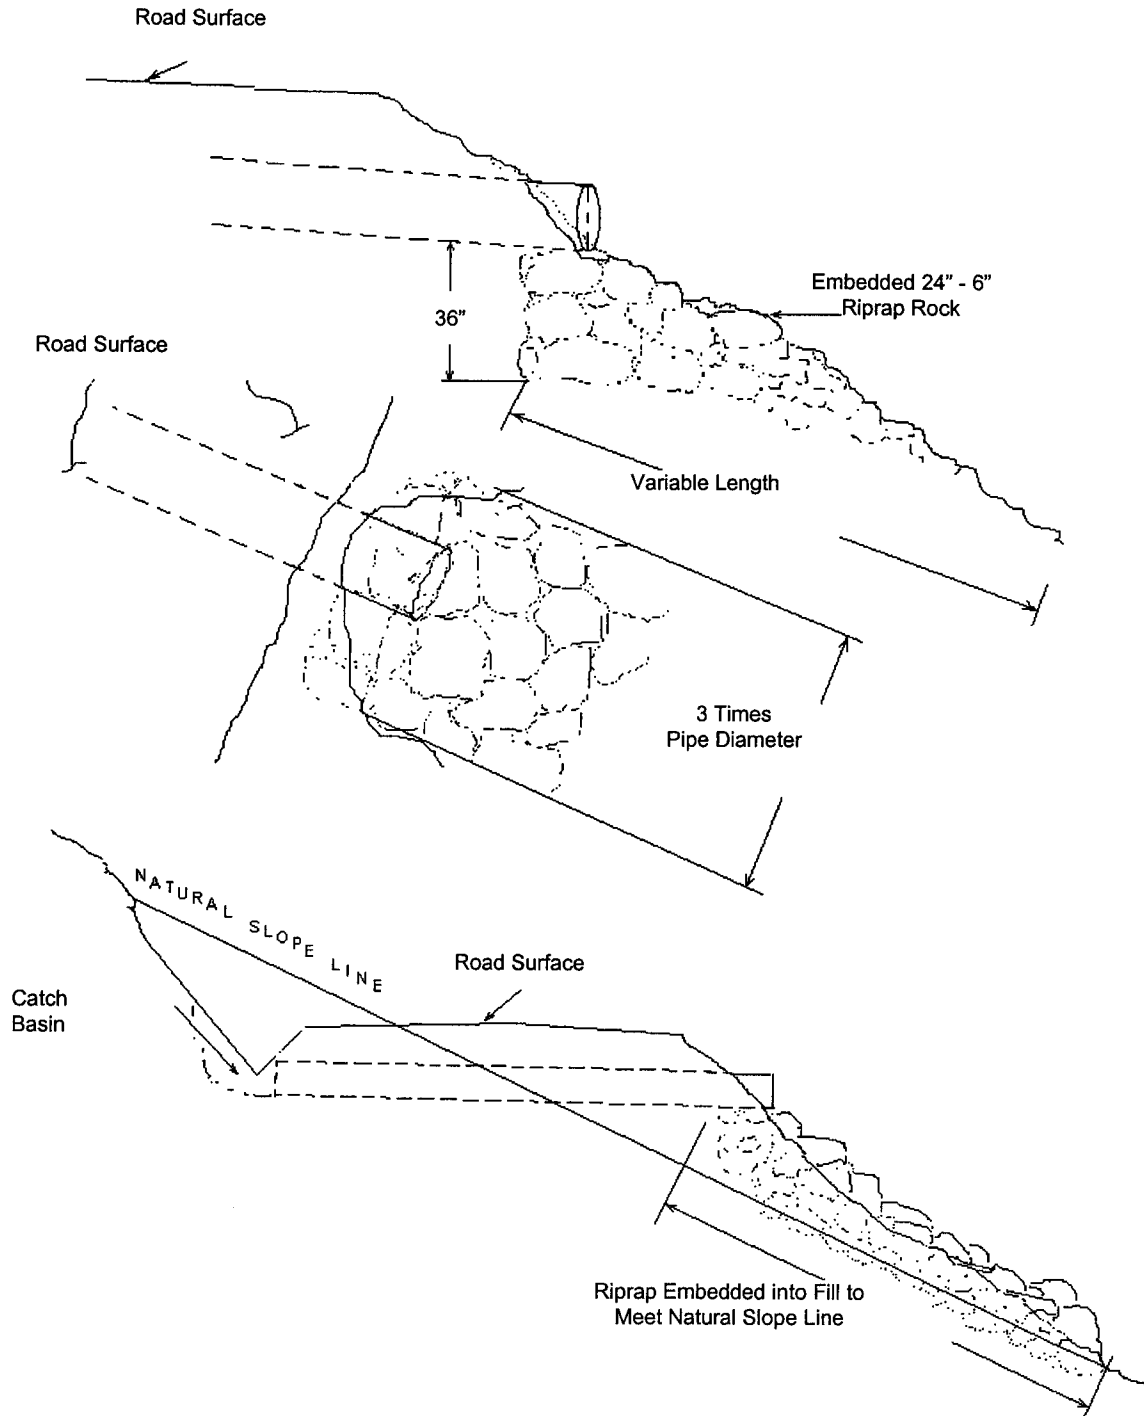 Road Surface
Embedded 24” - 6”
Riprap Rock
36”
Road Surface
Variable Length
3 Times
Pipe Diameter
NATURAL SLOPE LINE
Road Surface
Catch
Basin
Riprap Embedded into Fill to
Meet Natural Slope Line